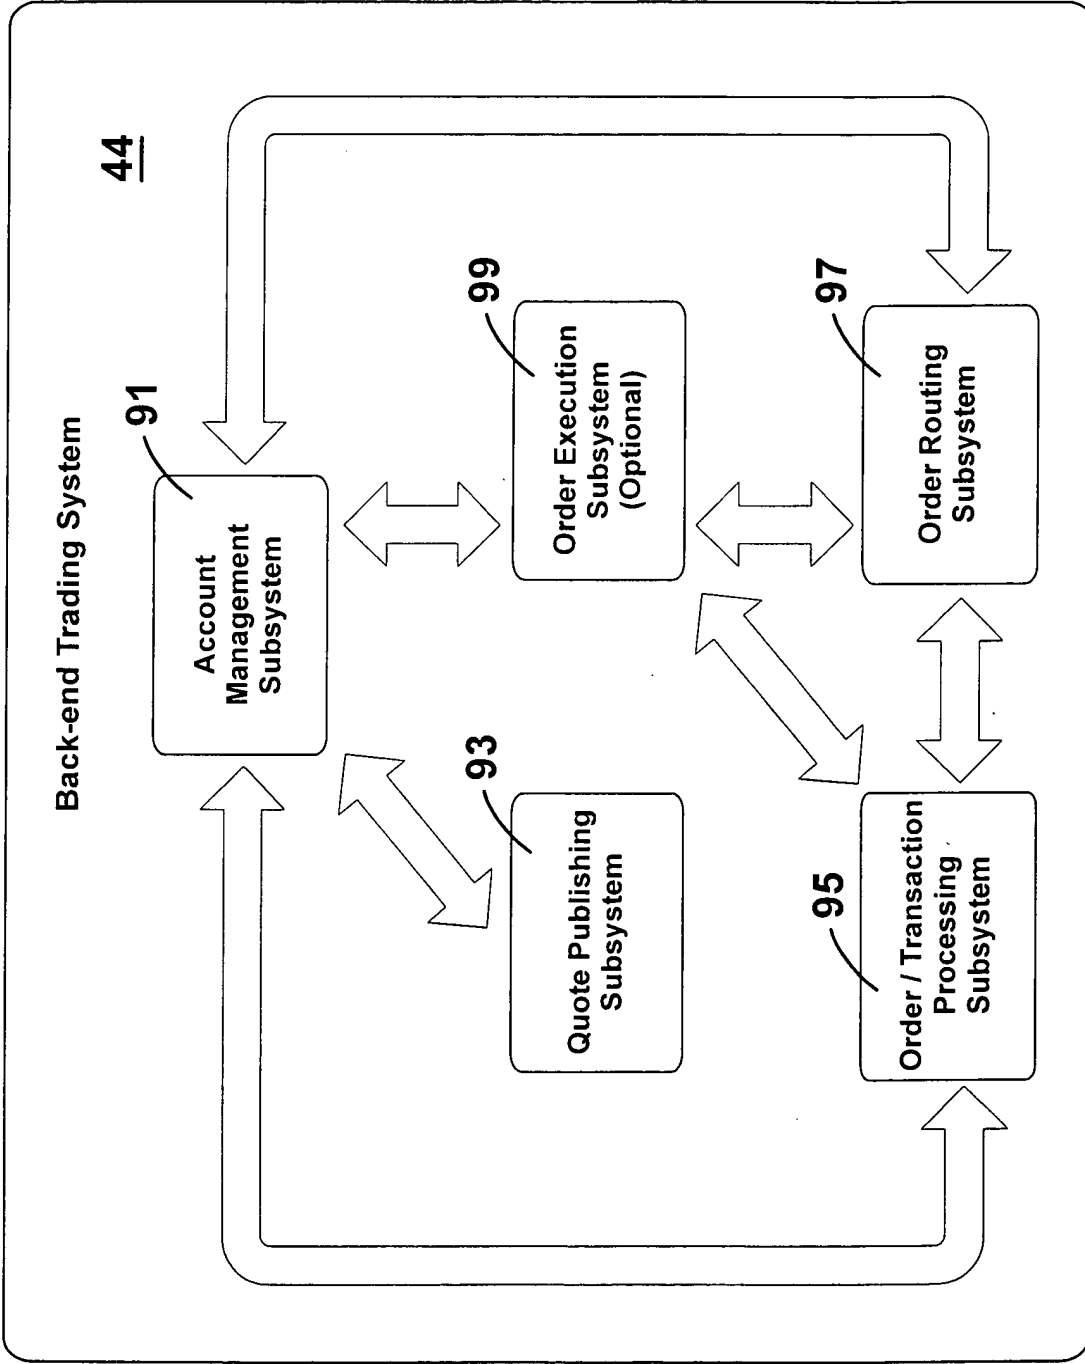 Back-end Trading System
44
91
Account
Management
Subsystem
93
Quote Publishing
Subsystem
99
Order Execution
Subsystem
(Optional)
95
Order / Transaction
Processing
Subsystem
97
Order Routing
Subsystem